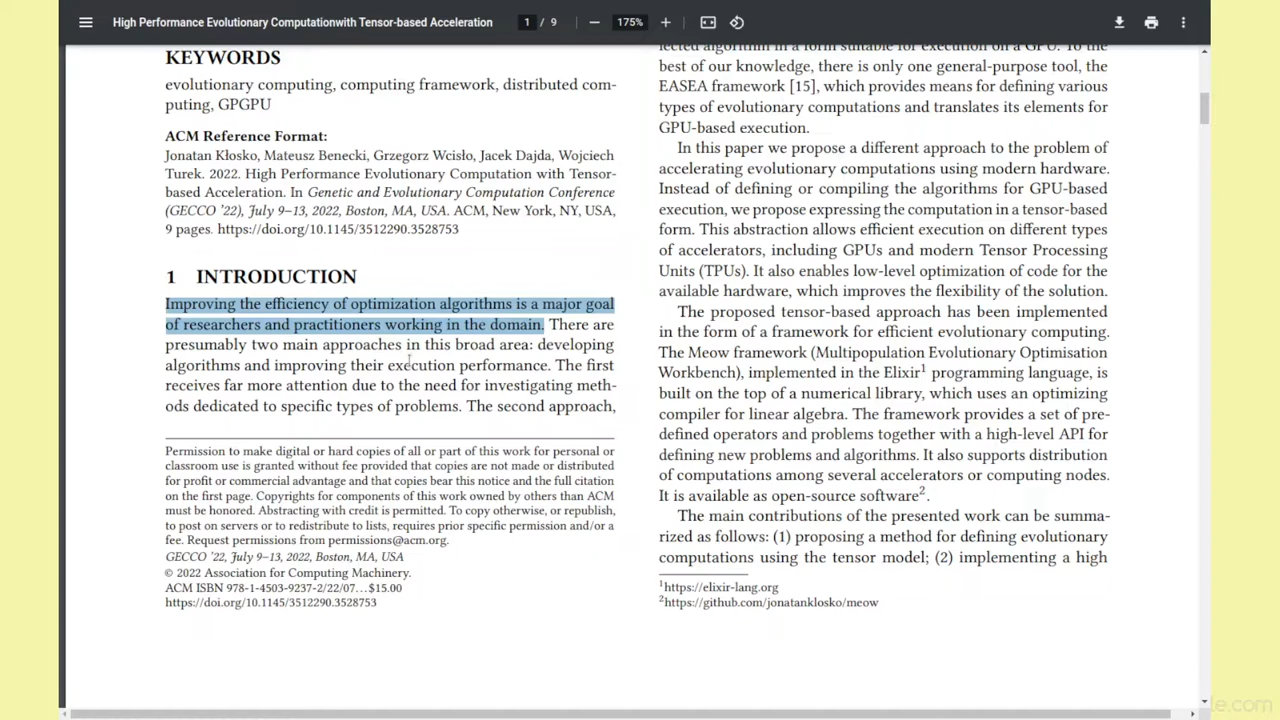 High Performance Evolutionary Computationwith Tensor-based Acceleration
1 / 9
175%
KEYWORDS
evolutionary computing, computing framework, distributed com-
puting, GPGPU
ACM Reference Format:
Jonatan Kłosko, Mateusz Benecki, Grzegorz Wcisło, Jacek Dajda, Wojciech
Turek. 2022. High Performance Evolutionary Computation with Tensor-
based Acceleration. In Genetic and Evolutionary Computation Conference
(GECCO ’22), July 9–13, 2022, Boston, MA, USA. ACM, New York, NY, USA,
9 pages. https://doi.org/10.1145/3512290.3528753
1 INTRODUCTION
Improving the efficiency of optimization algorithms is a major goal
of researchers and practitioners working in the domain. There are
presumably two main approaches in this broad area: developing
algorithms and improving their execution performance. The first
receives far more attention due to the need for investigating meth-
ods dedicated to specific types of problems. The second approach,
Permission to make digital or hard copies of all or part of this work for personal or
classroom use is granted without fee provided that copies are not made or distributed
for profit or commercial advantage and that copies bear this notice and the full citation
on the first page. Copyrights for components of this work owned by others than ACM
must be honored. Abstracting with credit is permitted. To copy otherwise, or republish,
to post on servers or to redistribute to lists, requires prior specific permission and/or a
fee. Request permissions from permissions@acm.org.
GECCO ’22, July 9–13, 2022, Boston, MA, USA
© 2022 Association for Computing Machinery.
ACM ISBN 978-1-4503-9237-2/22/07…$15.00
https://doi.org/10.1145/3512290.3528753
lected algorithm in a form suitable for execution on a GPU. To the
best of our knowledge, there is only one general-purpose tool, the
EASEA framework [15], which provides means for defining various
types of evolutionary computations and translates its elements for
GPU-based execution.
In this paper we propose a different approach to the problem of
accelerating evolutionary computations using modern hardware.
Instead of defining or compiling the algorithms for GPU-based
execution, we propose expressing the computation in a tensor-based
form. This abstraction allows efficient execution on different types
of accelerators, including GPUs and modern Tensor Processing
Units (TPUs). It also enables low-level optimization of code for the
available hardware, which improves the flexibility of the solution.
The proposed tensor-based approach has been implemented
in the form of a framework for efficient evolutionary computing.
The Meow framework (Multipopulation Evolutionary Optimisation
Workbench), implemented in the Elixir¹ programming language, is
built on the top of a numerical library, which uses an optimizing
compiler for linear algebra. The framework provides a set of pre-
defined operators and problems together with a high-level API for
defining new problems and algorithms. It also supports distribution
of computations among several accelerators or computing nodes.
It is available as open-source software².
The main contributions of the presented work can be summa-
rized as follows: (1) proposing a method for defining evolutionary
computations using the tensor model; (2) implementing a high
¹https://elixir-lang.org
²https://github.com/jonatanklosko/meow